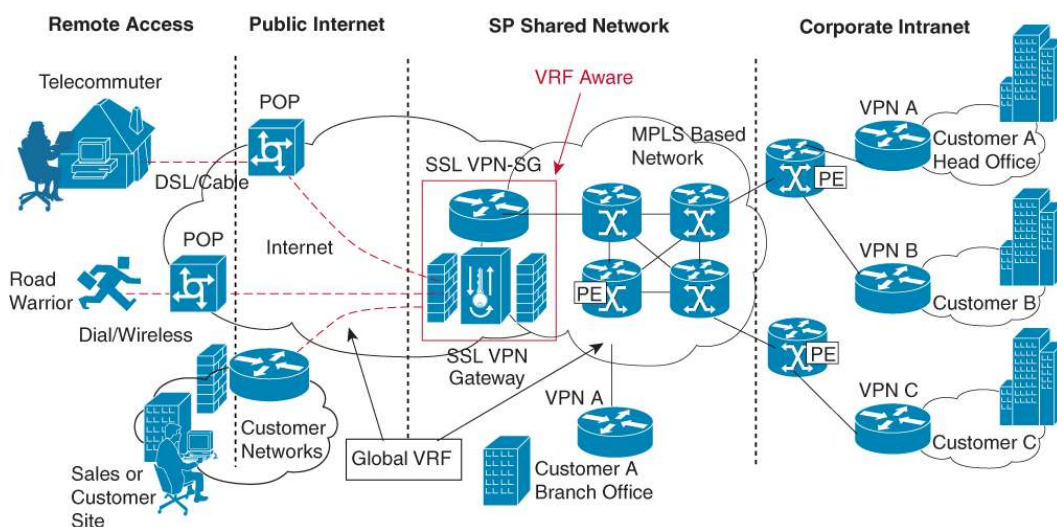 Remote Access
Public Internet
SP Shared Network
Corporate Intranet
Telecommuter
POP
DSL/Cable
VRF Aware
SSL VPN-SG
MPLS Based
Network
VPN A
Customer A
Head Office
PE
Internet
POP
Road
Warrior
Dial/Wireless
PE
VPN B
Customer B
SSL VPN
Gateway
PE
VPN C
Customer C
Customer
Networks
Global VRF
VPN A
Customer A
Branch Office
Sales or
Customer
Site